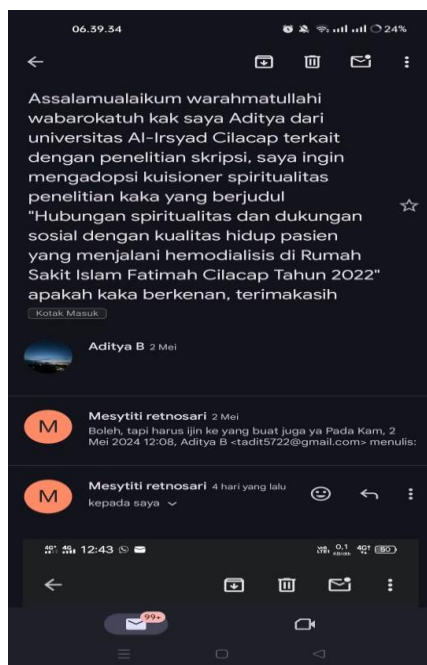 06.39.34
24%
Assalamualaikum warahmatullahi
wabarokatuh kak saya Aditya dari
universitas Al-Irsyad Cilacap terkait
dengan penelitian skripsi, saya ingin
mengadopsi kuisioner spiritualitas
penelitian kaka yang berjudul
"Hubungan spiritualitas dan dukungan
sosial dengan kualitas hidup pasien
yang menjalani hemodialisis di Rumah
Sakit Islam Fatimah Cilacap Tahun 2022"
apakah kaka berkenan, terimakasih
Kotak Masuk
Aditya B 2 Mei
M
Mesytiti retnosari 2 Mei
Boleh, tapi harus ijin ke yang buat juga ya Pada Kam, 2
Mei 2024 12:08, Aditya B <tadit5722@gmail.com> menulis:
M
Mesytiti retnosari 4 hari yang lalu
kepada saya
12:43
99+